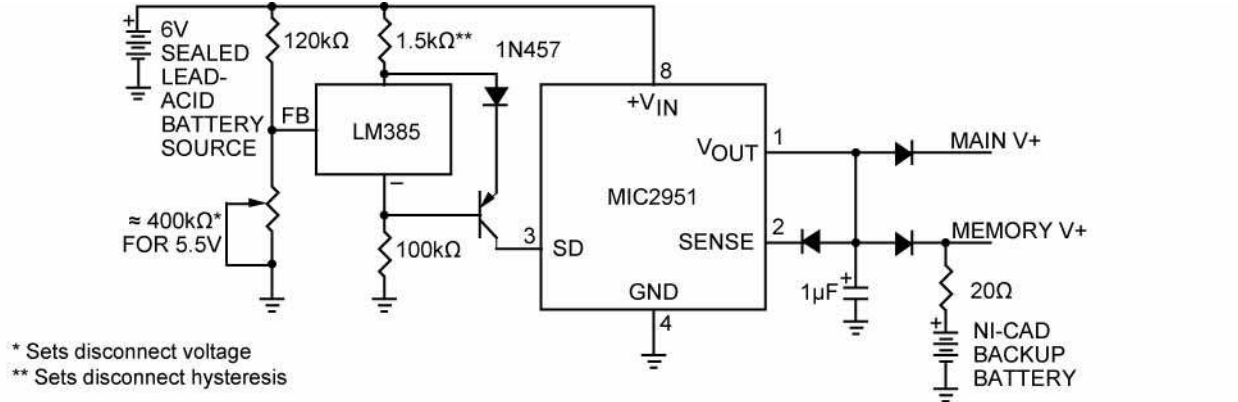 +
6V
SEALED
LEAD-
ACID
BATTERY
SOURCE
120kΩ
1.5kΩ**
1N457
FB
LM385
–
≈ 400kΩ*
FOR 5.5V
100kΩ
8
+VIN
VOUT
1
MAIN V+
MIC2951
3
SD
SENSE
2
MEMORY V+
GND
4
+
1µF
20Ω
+
NI-CAD
BACKUP
BATTERY
* Sets disconnect voltage
** Sets disconnect hysteresis